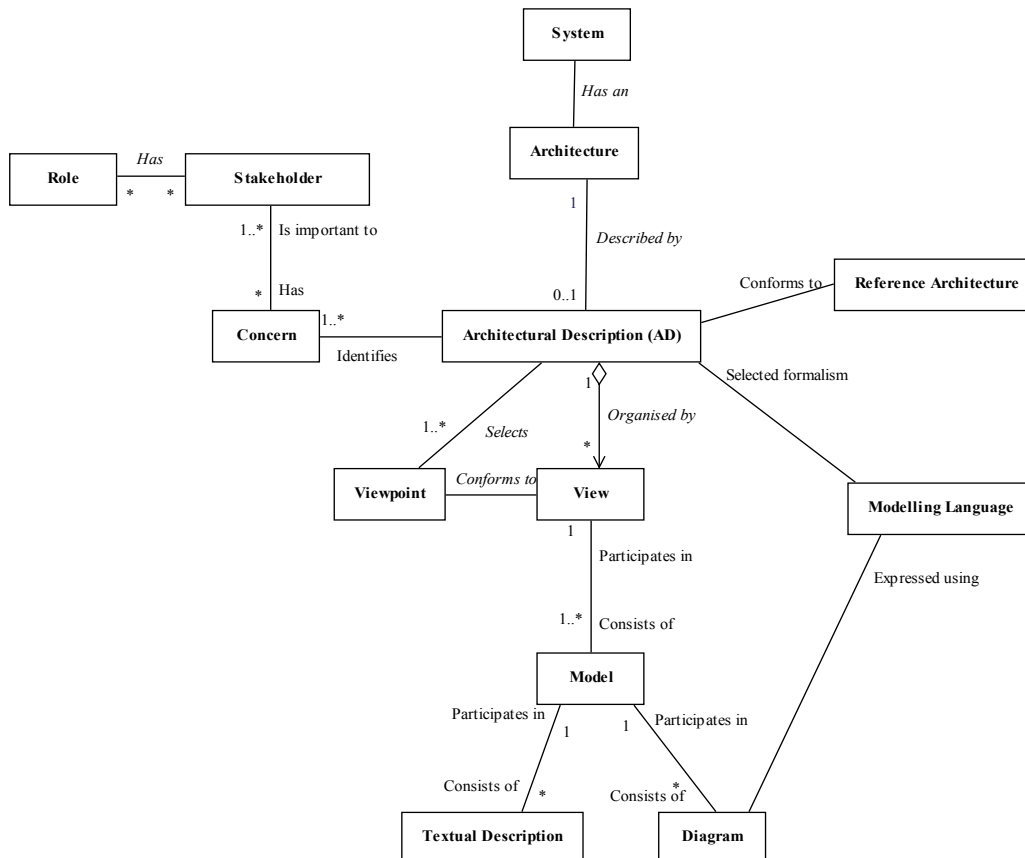 System
Has an
Architecture
Has
Role
Stakeholder
* *
1
1..* Is important to
Described by
Conforms to
Reference Architecture
* Has
0..1
Concern
1..*
Architectural Description (AD)
Identifies
1
Selected formalism
Organised by
1..*
Selects
*
Conforms to
Viewpoint
View
Modelling Language
1
Participates in
Expressed using
1..*
Consists of
Model
Participates in
1
1
Participates in
Consists of
*
*
Consists of
Textual Description
Diagram